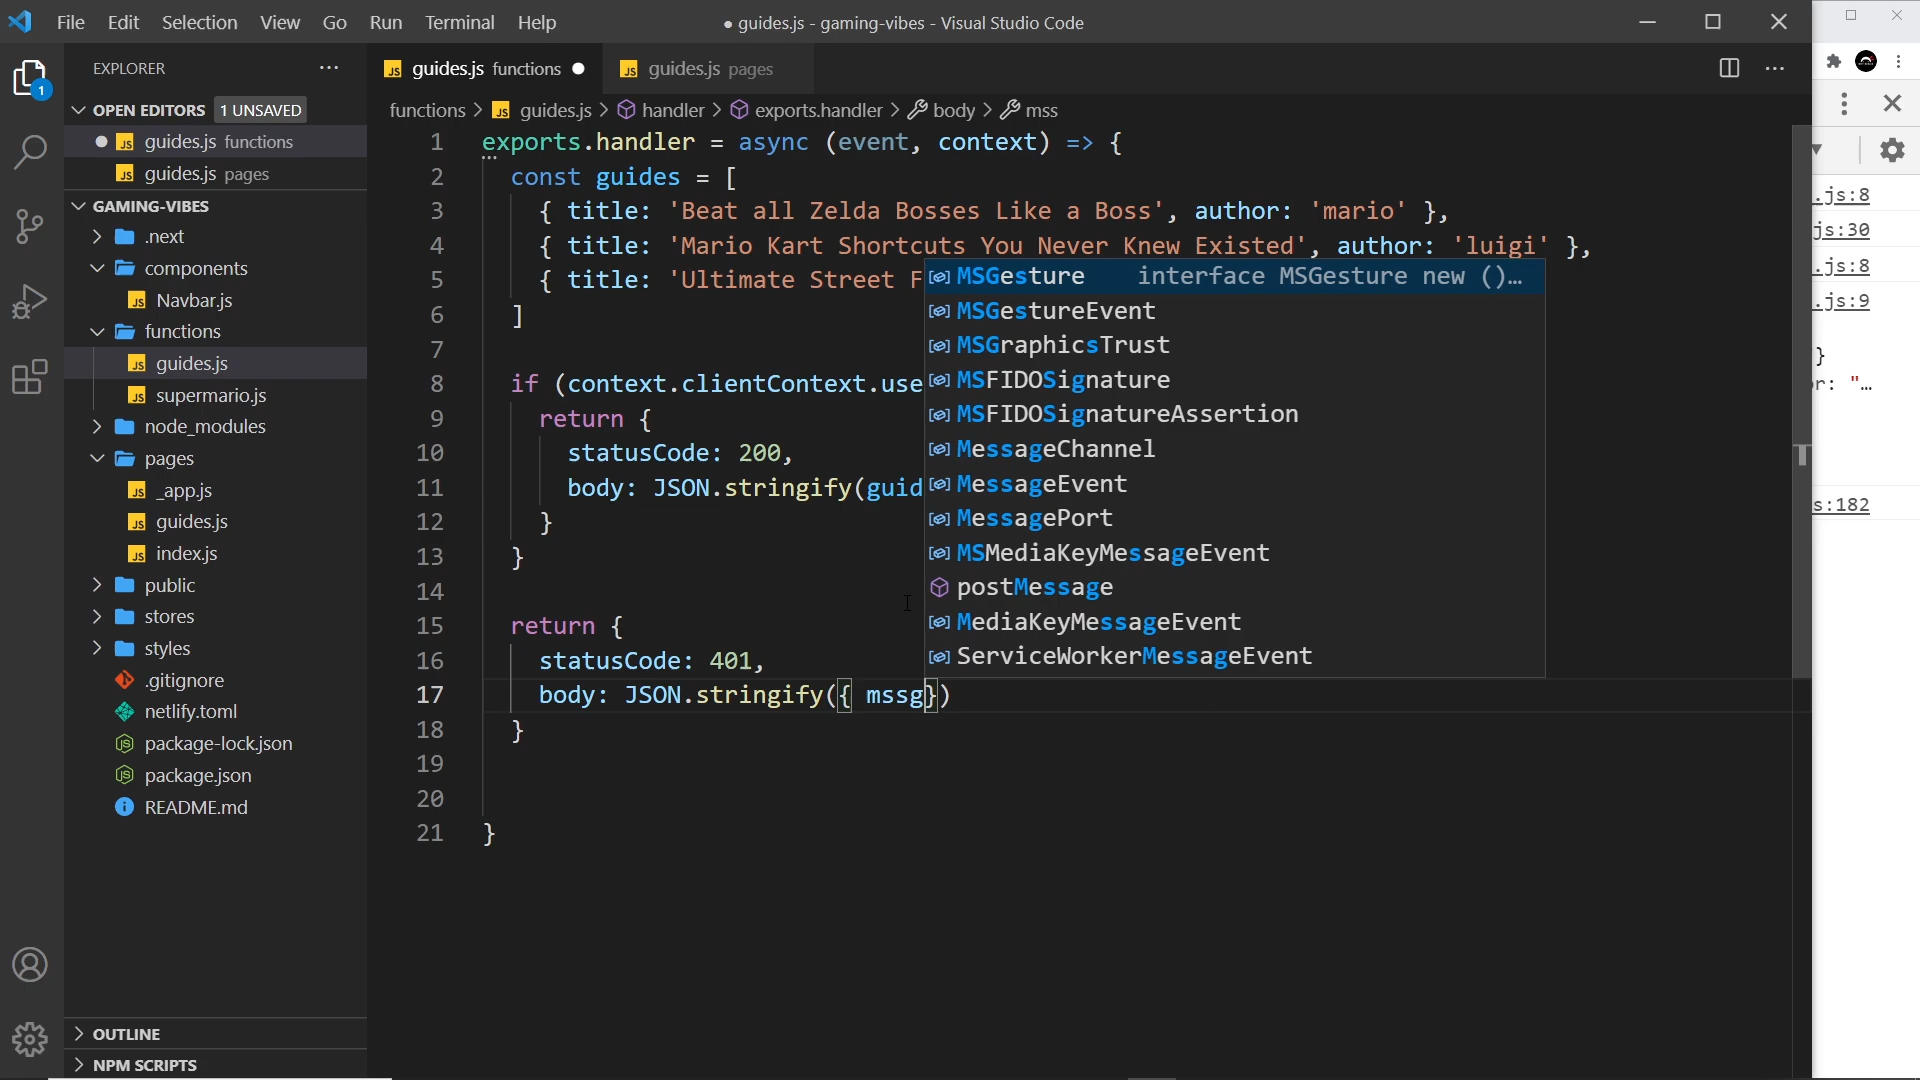 File Edit Selection View Go Run Terminal Help
● guides.js - gaming-vibes - Visual Studio Code
EXPLORER
OPEN EDITORS 1 UNSAVED
guides.js functions
guides.js pages
GAMING-VIBES
.next
components
Navbar.js
functions
guides.js
supermario.js
node_modules
pages
_app.js
guides.js
index.js
public
stores
styles
.gitignore
netlify.toml
package-lock.json
package.json
README.md
OUTLINE
NPM SCRIPTS
1
guides.js functions ● guides.js pages
functions > guides.js > handler > exports.handler > body > mss
1 exports.handler = async (event, context) => {
2 const guides = [
3 { title: 'Beat all Zelda Bosses Like a Boss', author: 'mario' },
4 { title: 'Mario Kart Shortcuts You Never Knew Existed', author: 'luigi' },
5 { title: 'Ultimate Street F
6 ]
7
8 if (context.clientContext.use
9 return {
10 statusCode: 200,
11 body: JSON.stringify(guid
12 }
13 }
14
15 return {
16 statusCode: 401,
17 body: JSON.stringify({ mssg})
18 }
19
20
21 }
MSGesture interface MSGesture new ()…
MSGestureEvent
MSGraphicsTrust
MSFIDOSignature
MSFIDOSignatureAssertion
MessageChannel
MessageEvent
MessagePort
MSMediaKeyMessageEvent
postMessage
MediaKeyMessageEvent
ServiceWorkerMessageEvent
.js:8
js:30
.js:8
.js:9
}
r: "…
s:182